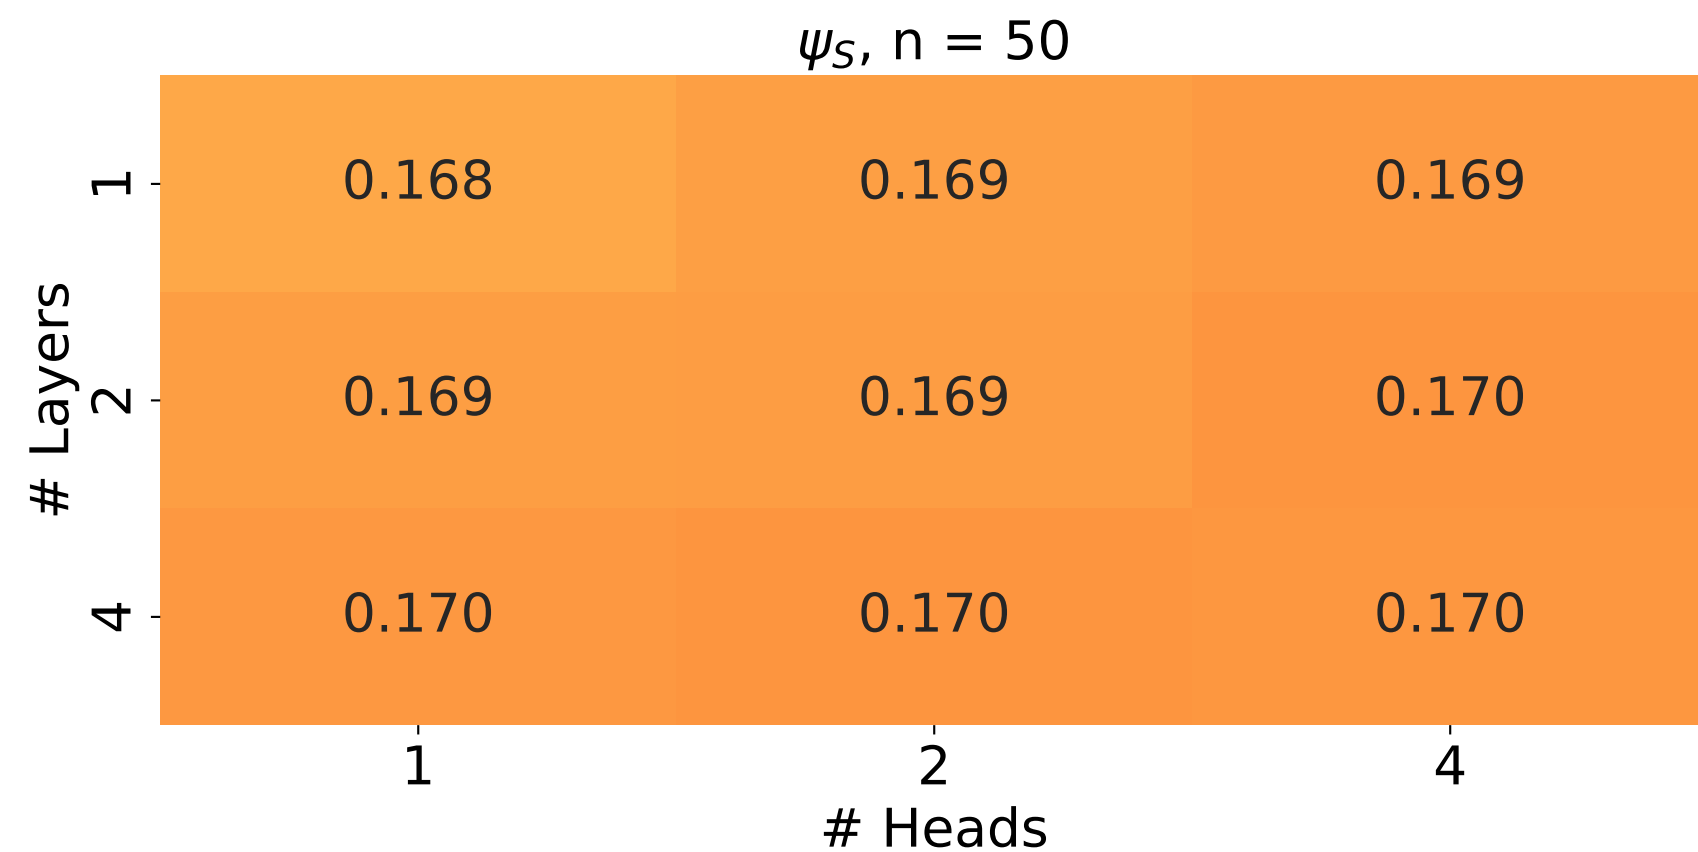 ψS, n = 50
# Layers
1 0.168 0.169 0.169
2 0.169 0.169 0.170
4 0.170 0.170 0.170
1 2 4
# Heads